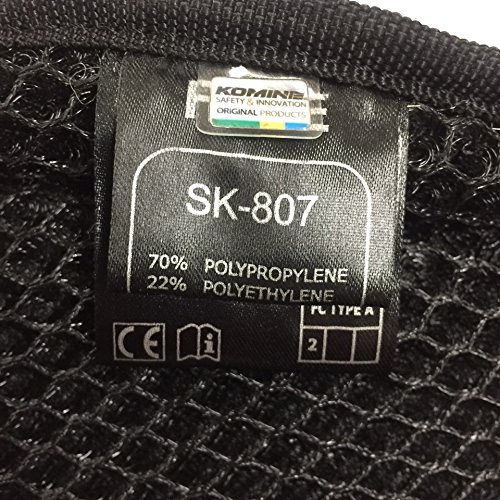 KOMINE
SAFETY & INNOVATION
ORIGINAL PRODUCTS
SK-807
70% POLYPROPYLENE
22% POLYETHYLENE
PC TYPE A
CE i
2